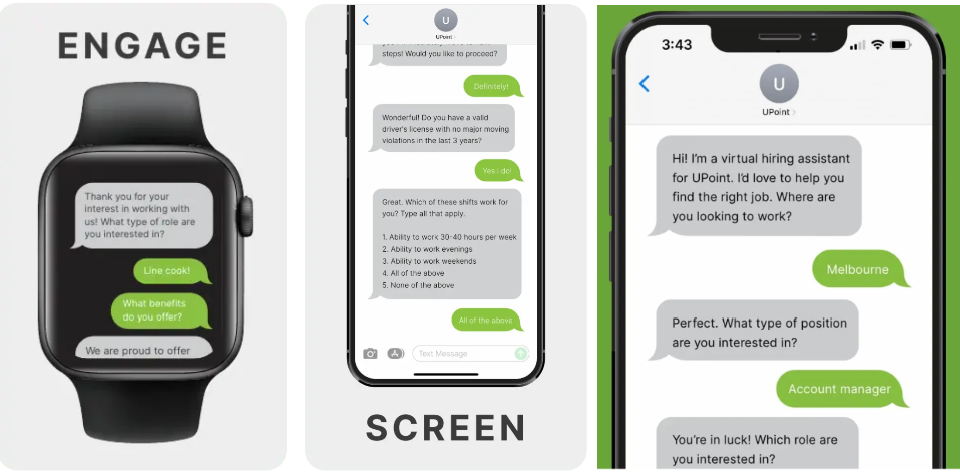 ENGAGE
Thank you for your
interest in working with
us! What type of role are
you interested in?
Line cook!
What benefits
do you offer?
We are proud to offer
U
UPoint
steps! Would you like to proceed?
Definitely!
Wonderful! Do you have a valid
driver's license with no major moving
violations in the last 3 years?
Yes I do!
Great. Which of these shifts work for
you? Type all that apply.
1. Ability to work 30-40 hours per week
2. Ability to work evenings
3. Ability to work weekends
4. All of the above
5. None of the above
All of the above
Text Message
SCREEN
3:43
U
UPoint
Hi! I'm a virtual hiring assistant
for UPoint. I'd love to help you
find the right job. Where are
you looking to work?
Melbourne
Perfect. What type of position
are you interested in?
Account manager
You're in luck! Which role are
you interested in?